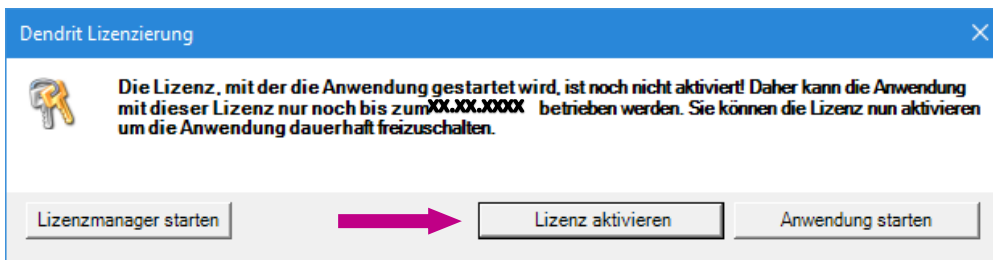 Dendrit Lizenzierung
Die Lizenz, mit der die Anwendung gestartet wird, ist noch nicht aktiviert! Daher kann die Anwendung
mit dieser Lizenz nur noch bis zum XX.XX.XXXX betrieben werden. Sie können die Lizenz nun aktivieren
um die Anwendung dauerhaft freizuschalten.
Lizenzmanager starten Lizenz aktivieren Anwendung starten